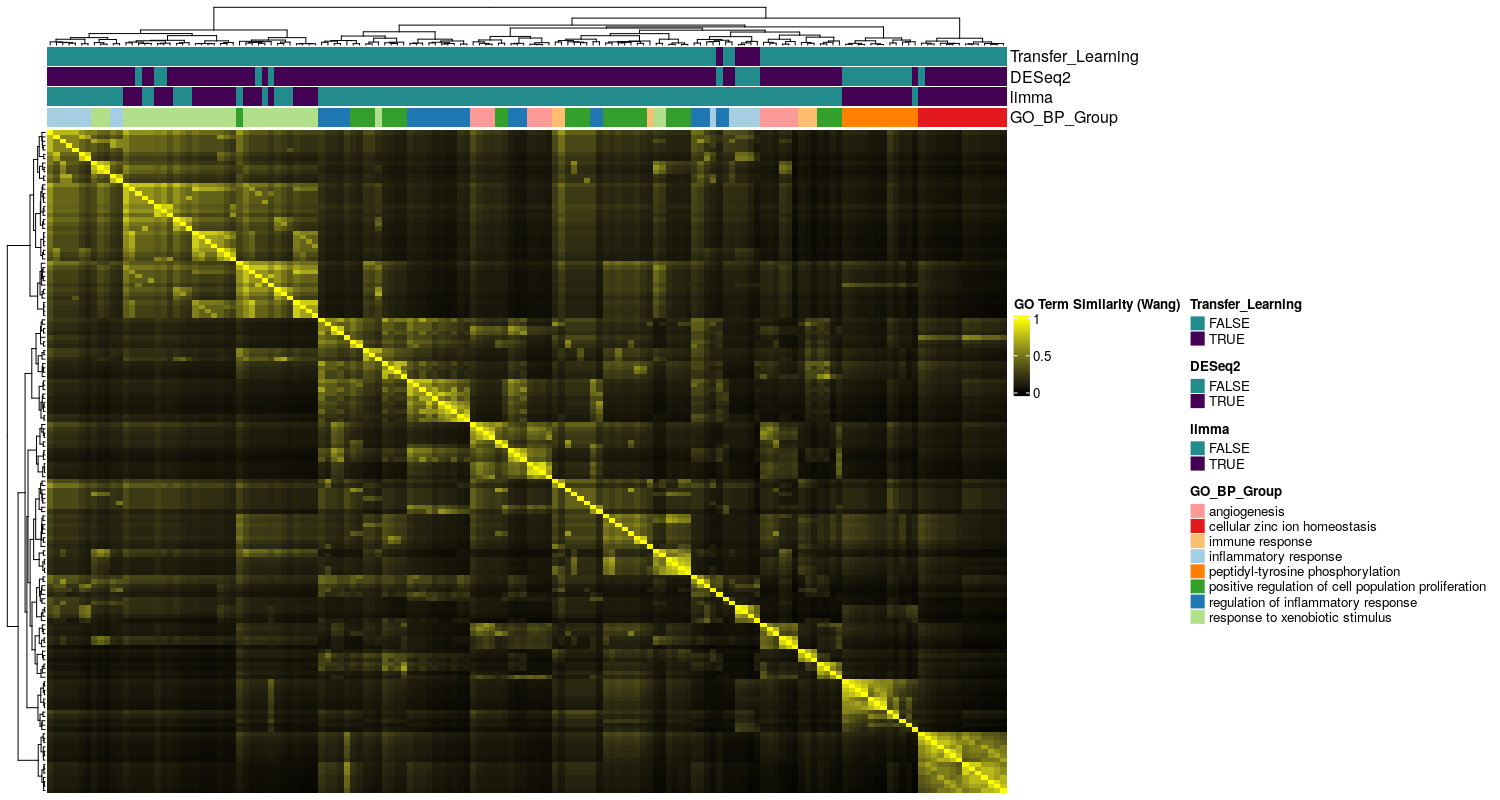 Transfer_Learning
DESeq2
limma
GO_BP_Group
GO Term Similarity (Wang)
1
0.5
0
Transfer_Learning
FALSE
TRUE
DESeq2
FALSE
TRUE
limma
FALSE
TRUE
GO_BP_Group
angiogenesis
cellular zinc ion homeostasis
immune response
inflammatory response
peptidyl-tyrosine phosphorylation
positive regulation of cell population proliferation
regulation of inflammatory response
response to xenobiotic stimulus